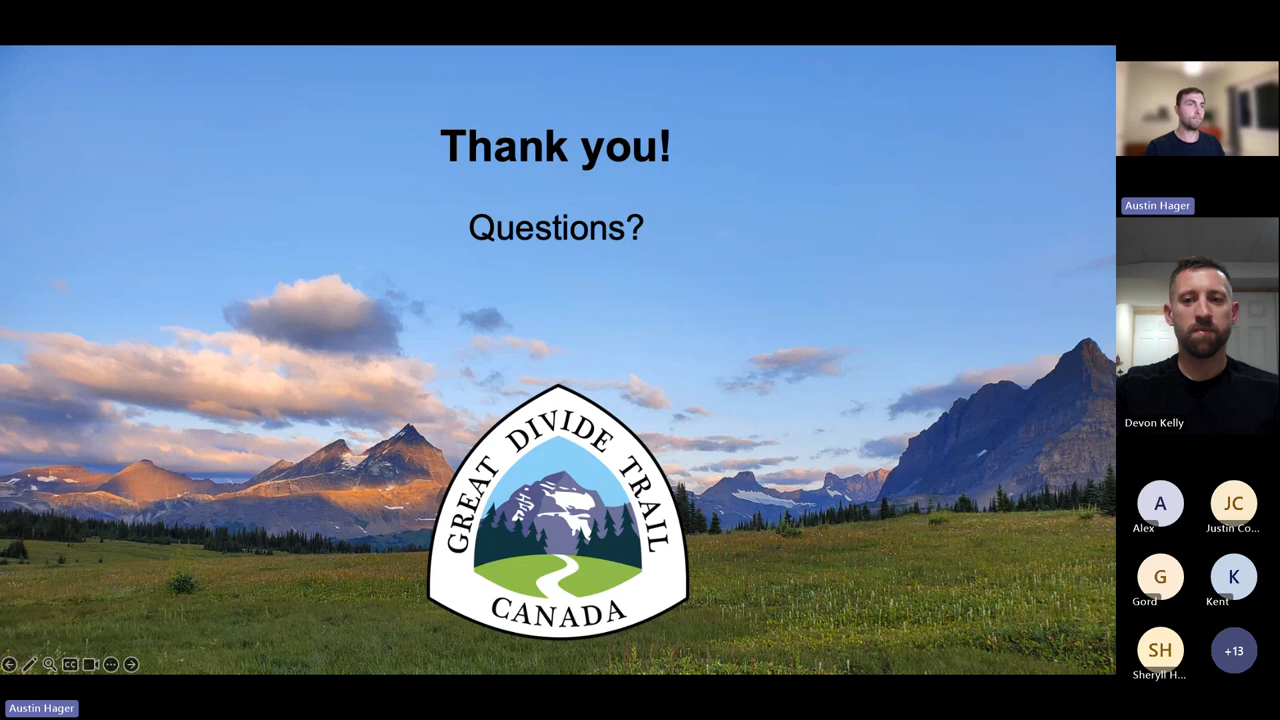 Thank you!
Questions?
GREAT DIVIDE TRAIL
CANADA
CC
Austin Hager
Austin Hager
Devon Kelly
A
Alex
JC
Justin Co...
G
Gord
K
Kent
SH
Sheryll H...
+13